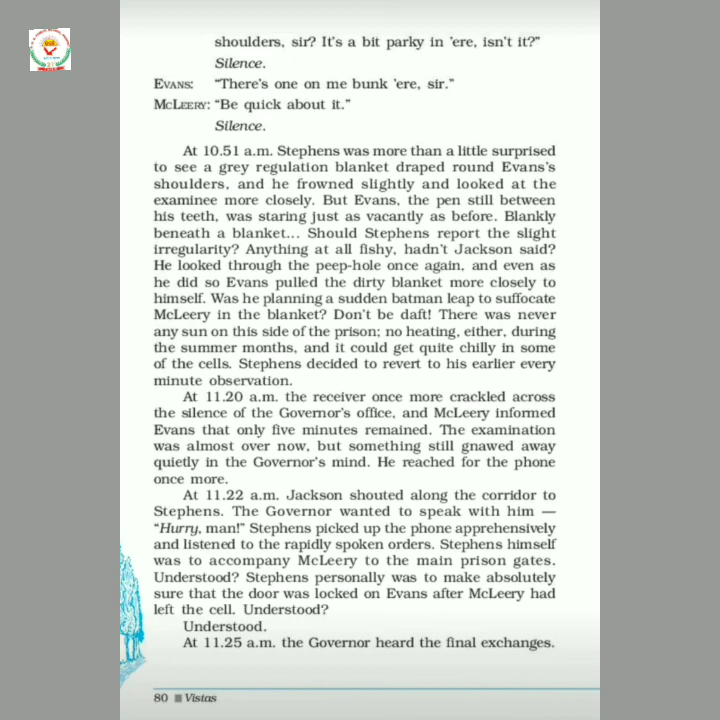 shoulders, sir? It's a bit parky in 'ere, isn't it?"
Silence.
EVANS: "There's one on me bunk 'ere, sir."
MCLEERY: "Be quick about it."
Silence.
At 10.51 a.m. Stephens was more than a little surprised
to see a grey regulation blanket draped round Evans's
shoulders, and he frowned slightly and looked at the
examinee more closely. But Evans, the pen still between
his teeth, was staring just as vacantly as before. Blankly
beneath a blanket... Should Stephens report the slight
irregularity? Anything at all fishy, hadn't Jackson said?
He looked through the peep-hole once again, and even as
he did so Evans pulled the dirty blanket more closely to
himself. Was he planning a sudden batman leap to suffocate
McLeery in the blanket? Don't be daft! There was never
any sun on this side of the prison; no heating, either, during
the summer months, and it could get quite chilly in some
of the cells. Stephens decided to revert to his earlier every
minute observation.
At 11.20 a.m. the receiver once more crackled across
the silence of the Governor's office, and McLeery informed
Evans that only five minutes remained. The examination
was almost over now, but something still gnawed away
quietly in the Governor's mind. He reached for the phone
once more.
At 11.22 a.m. Jackson shouted along the corridor to
Stephens. The Governor wanted to speak with him —
"Hurry, man!" Stephens picked up the phone apprehensively
and listened to the rapidly spoken orders. Stephens himself
was to accompany McLeery to the main prison gates.
Understood? Stephens personally was to make absolutely
sure that the door was locked on Evans after McLeery had
left the cell. Understood?
Understood.
At 11.25 a.m. the Governor heard the final exchanges.
80 ■ Vistas